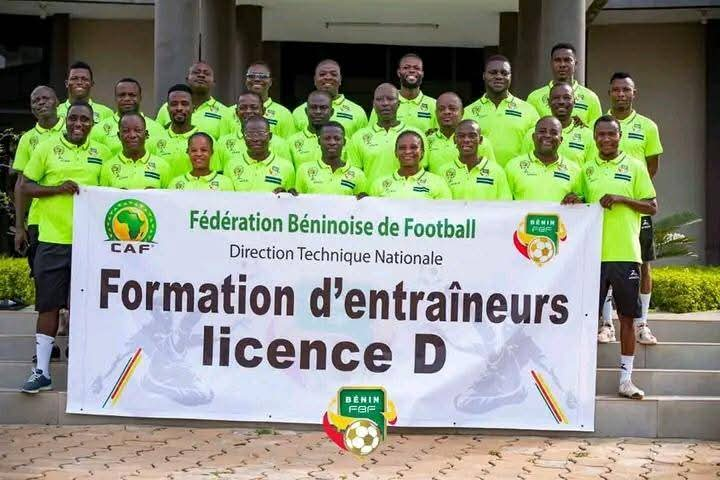 CAF
Fédération Béninoise de Football
Direction Technique Nationale
BÉNIN
FBF
Formation d'entraîneurs
licence D
BÉNIN
FBF